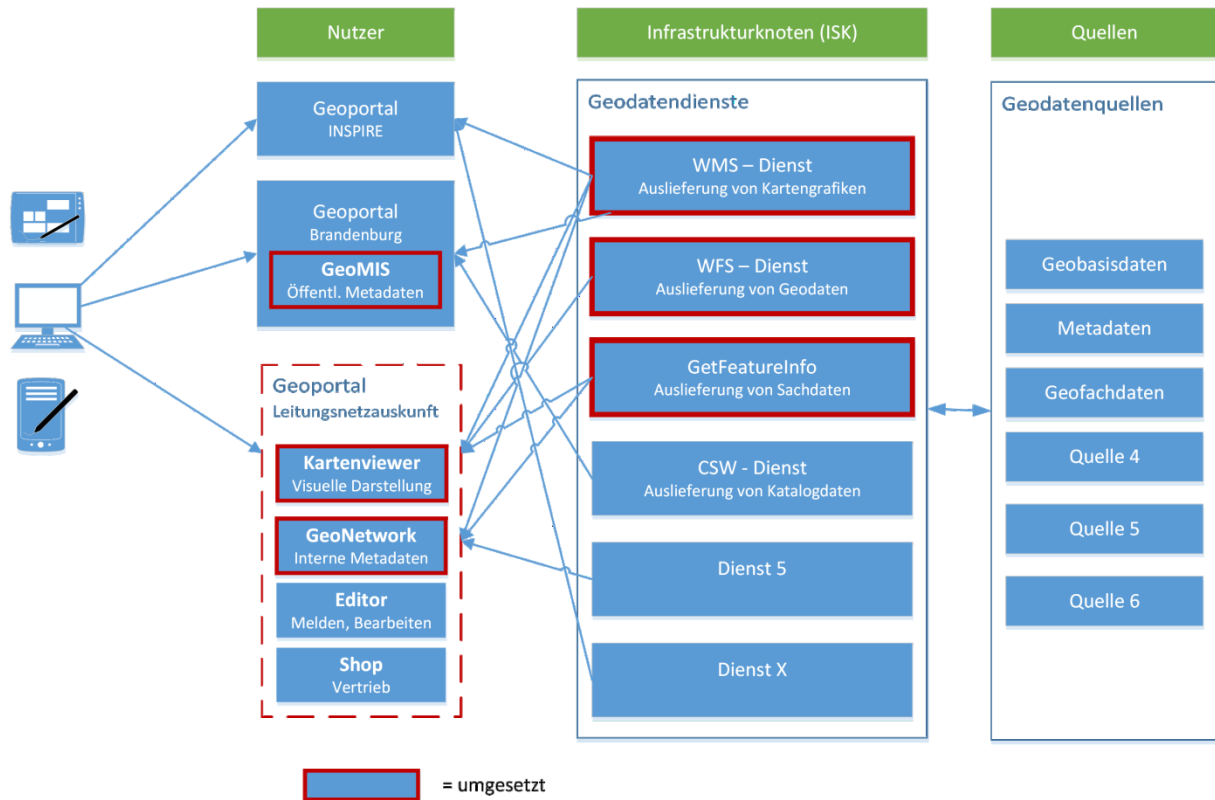 Nutzer
Infrastrukturknoten (ISK)
Quellen
Geoportal
INSPIRE
Geoportal
Brandenburg
GeoMIS
Öffentl. Metadaten
Geoportal
Leitungsnetzauskunft
Kartenviewer
Visuelle Darstellung
GeoNetwork
Interne Metadaten
Editor
Melden, Bearbeiten
Shop
Vertrieb
Geodatendienste
WMS – Dienst
Auslieferung von Kartengrafiken
WFS – Dienst
Auslieferung von Geodaten
GetFeatureInfo
Auslieferung von Sachdaten
CSW - Dienst
Auslieferung von Katalogdaten
Dienst 5
Dienst X
Geodatenquellen
Geobasisdaten
Metadaten
Geofachdaten
Quelle 4
Quelle 5
Quelle 6
= umgesetzt